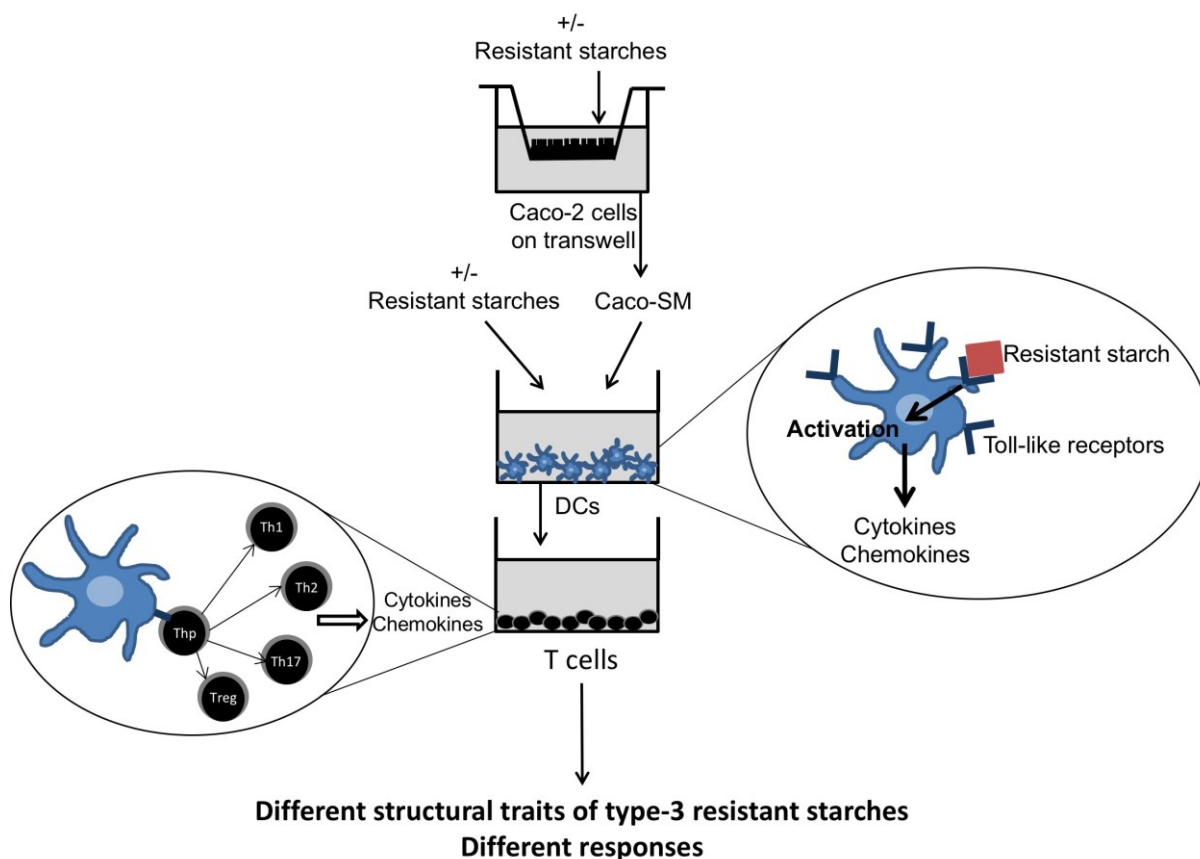 +/-
Resistant starches
Caco-2 cells
on transwell
+/-
Resistant starches
Caco-SM
Resistant starch
Activation
Toll-like receptors
Cytokines
Chemokines
DCs
Th1
Th2
Thp
Th17
Treg
Cytokines
Chemokines
T cells
Different structural traits of type-3 resistant starches
Different responses